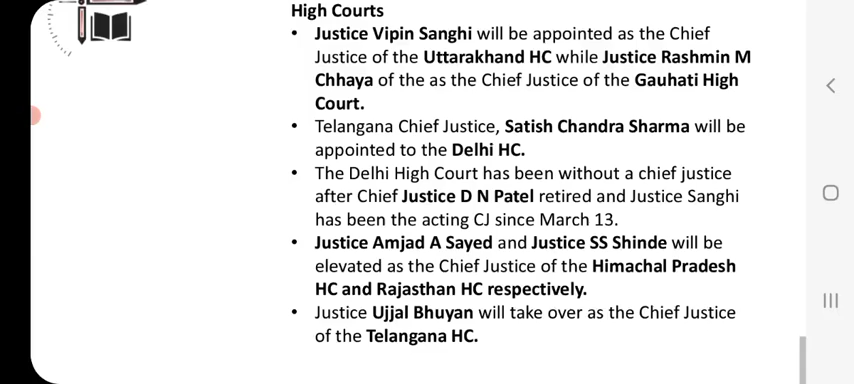 High Courts
• Justice Vipin Sanghi will be appointed as the Chief
Justice of the Uttarakhand HC while Justice Rashmin M
Chhaya of the as the Chief Justice of the Gauhati High
Court.
• Telangana Chief Justice, Satish Chandra Sharma will be
appointed to the Delhi HC.
• The Delhi High Court has been without a chief justice
after Chief Justice D N Patel retired and Justice Sanghi
has been the acting CJ since March 13.
• Justice Amjad A Sayed and Justice SS Shinde will be
elevated as the Chief Justice of the Himachal Pradesh
HC and Rajasthan HC respectively.
• Justice Ujjal Bhuyan will take over as the Chief Justice
of the Telangana HC.